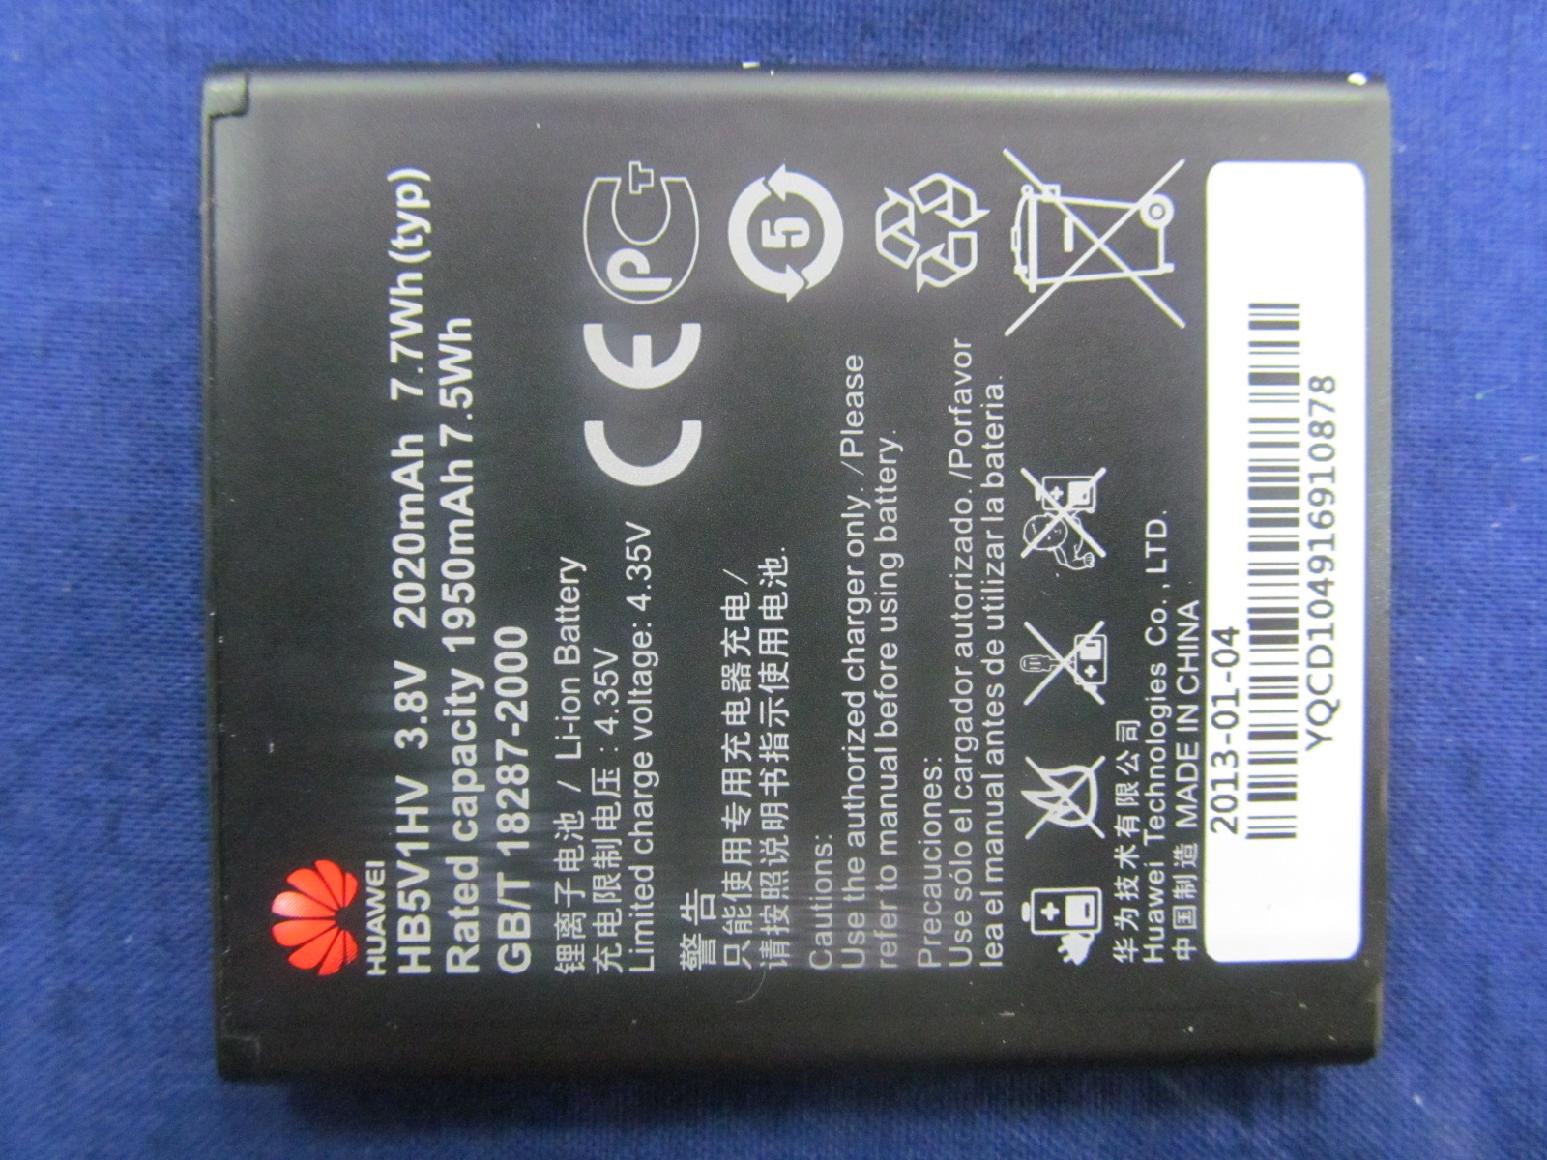 HUAWEI
HB5V1HV 3.8V 2020mAh 7.7Wh(typ)
Rated capacity 1950mAh 7.5Wh
GB/T 18287-2000
锂离子电池 / Li-ion Battery
充电限制电压:4.35V
Limited charge voltage: 4.35V
CE
PCT
警告
只能使用专用充电器充电/
请按照说明书指示使用电池.
5
Cautions:
Use the authorized charger only. /Please
refer to manual before using battery.
Precauciones:
Use sólo el cargador autorizado. /Porfavor
lea el manual antes de utilizar la bateria.
华为技术有限公司
Huawei Technologies Co. , LTD.
中国制造 MADE IN CHINA
2013-01-04
YQCD10491691​0878